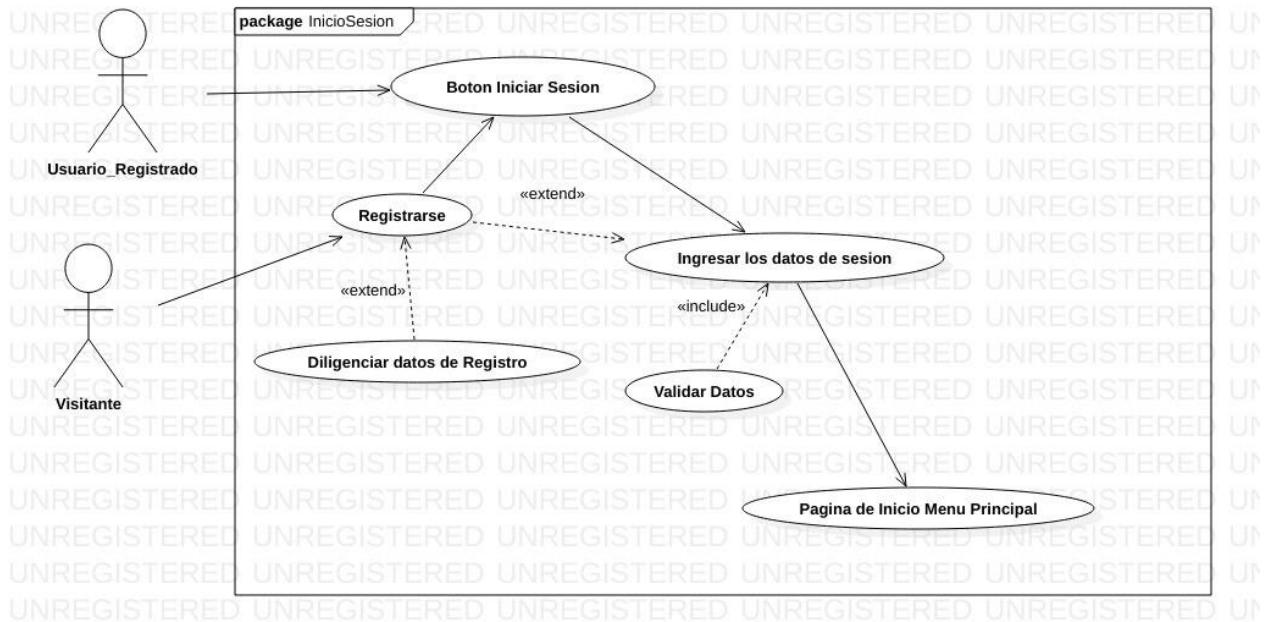 package InicioSesion
Boton Iniciar Sesion
Usuario_Registrado
«extend»
Registrarse
Ingresar los datos de sesion
«extend»
«include»
Diligenciar datos de Registro
Validar Datos
Visitante
Pagina de Inicio Menu Principal
UNREGISTERED